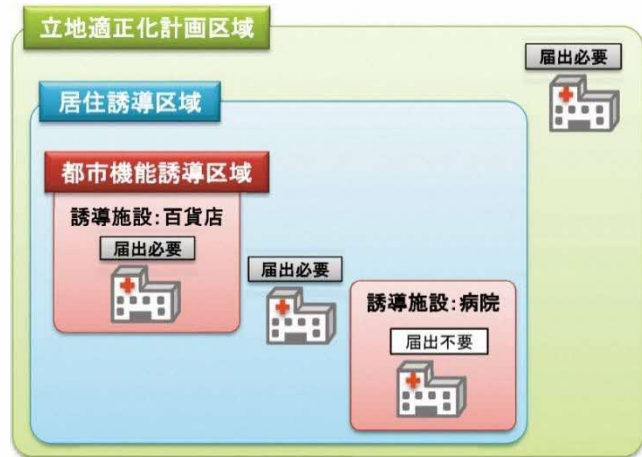 立地適正化計画区域
届出必要
居住誘導区域
都市機能誘導区域
誘導施設：百貨店
届出必要
届出必要
誘導施設：病院
届出不要